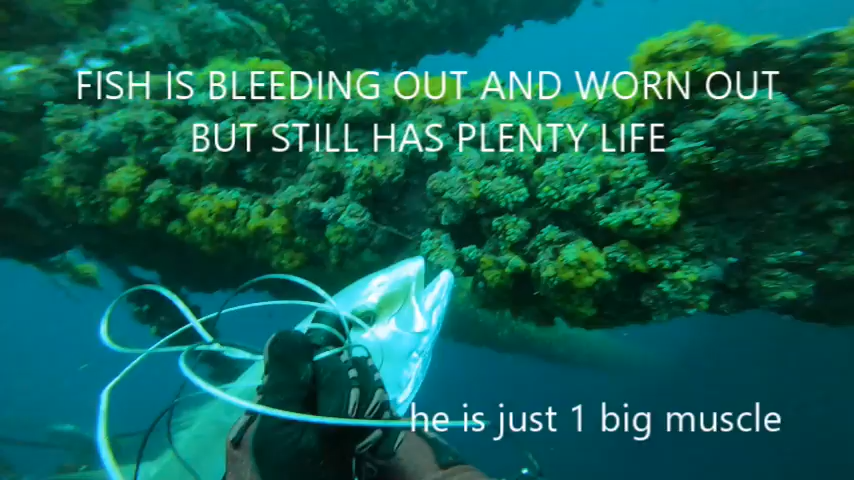 FISH IS BLEEDING OUT AND WORN OUT
BUT STILL HAS PLENTY LIFE
he is just 1 big muscle